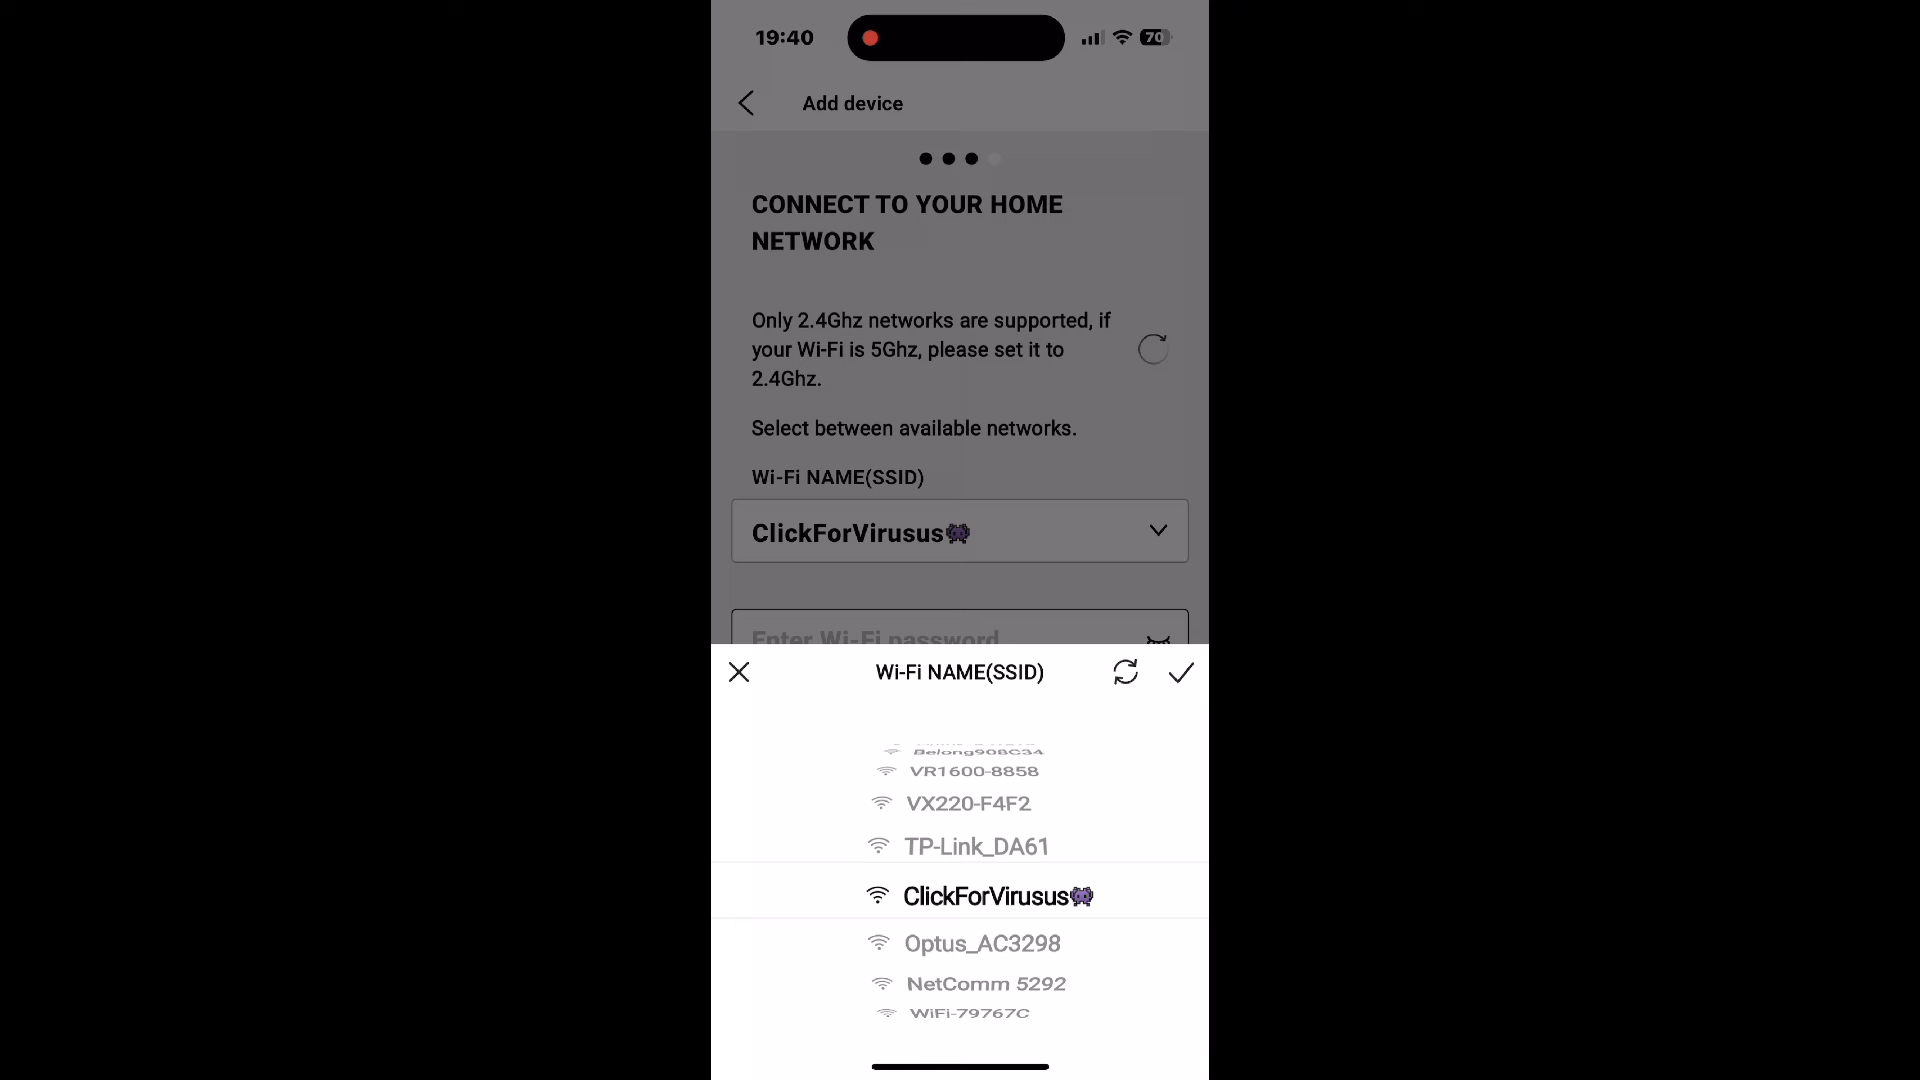 19:40
70
Add device
CONNECT TO YOUR HOME
NETWORK
Only 2.4Ghz networks are supported, if
your Wi-Fi is 5Ghz, please set it to
2.4Ghz.
Select between available networks.
Wi-Fi NAME(SSID)
ClickForVirusus👾
Enter Wi-Fi password
Wi-Fi NAME(SSID)
Belong908C34
VR1600-8858
VX220-F4F2
TP-Link_DA61
ClickForVirusus👾
Optus_AC3298
NetComm 5292
WiFi-79767C